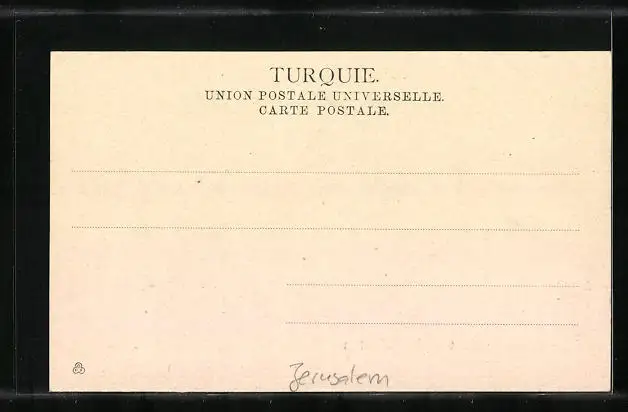 TURQUIE.
UNION POSTALE UNIVERSELLE.
CARTE POSTALE.
Jerusalem